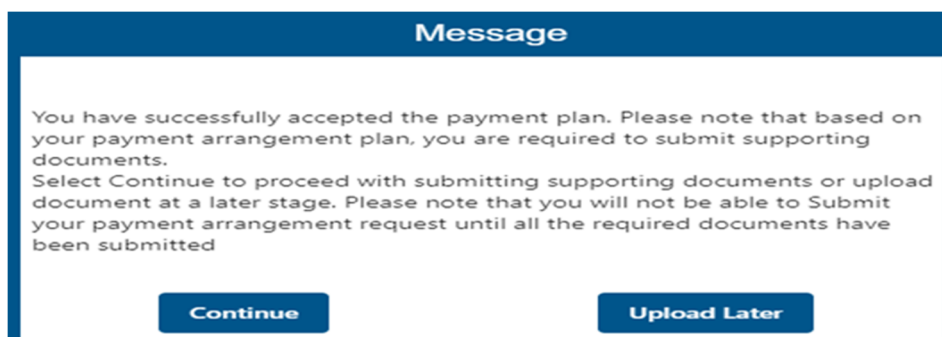 Message
You have successfully accepted the payment plan. Please note that based on
your payment arrangement plan, you are required to submit supporting
documents.
Select Continue to proceed with submitting supporting documents or upload
document at a later stage. Please note that you will not be able to Submit
your payment arrangement request until all the required documents have
been submitted
Continue
Upload Later